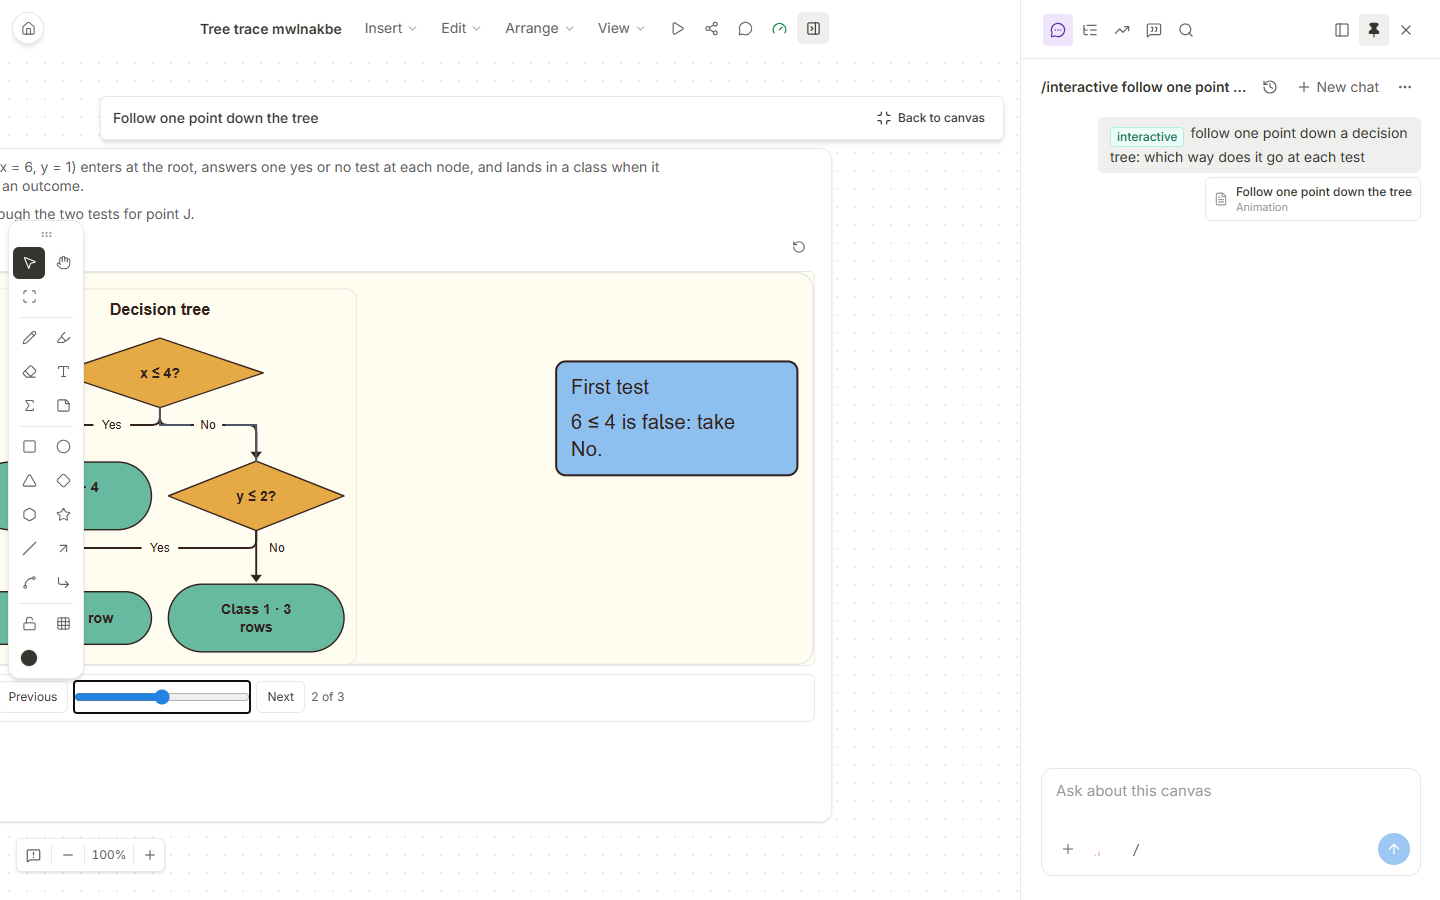 Tree trace mwlnakbe
Insert
Edit
Arrange
View
Follow one point down the tree
Back to canvas
x = 6, y = 1) enters at the root, answers one yes or no test at each node, and lands in a class when it
an outcome.
ough the two tests for point J.
Decision tree
x ≤ 4?
Yes
No
· 4
y ≤ 2?
Yes
No
row
Class 1 · 3
rows
First test
6 ≤ 4 is false: take
No.
Previous
Next
2 of 3
100%
/interactive follow one point ...
New chat
interactive follow one point down a decision
tree: which way does it go at each test
Follow one point down the tree
Animation
Ask about this canvas
/